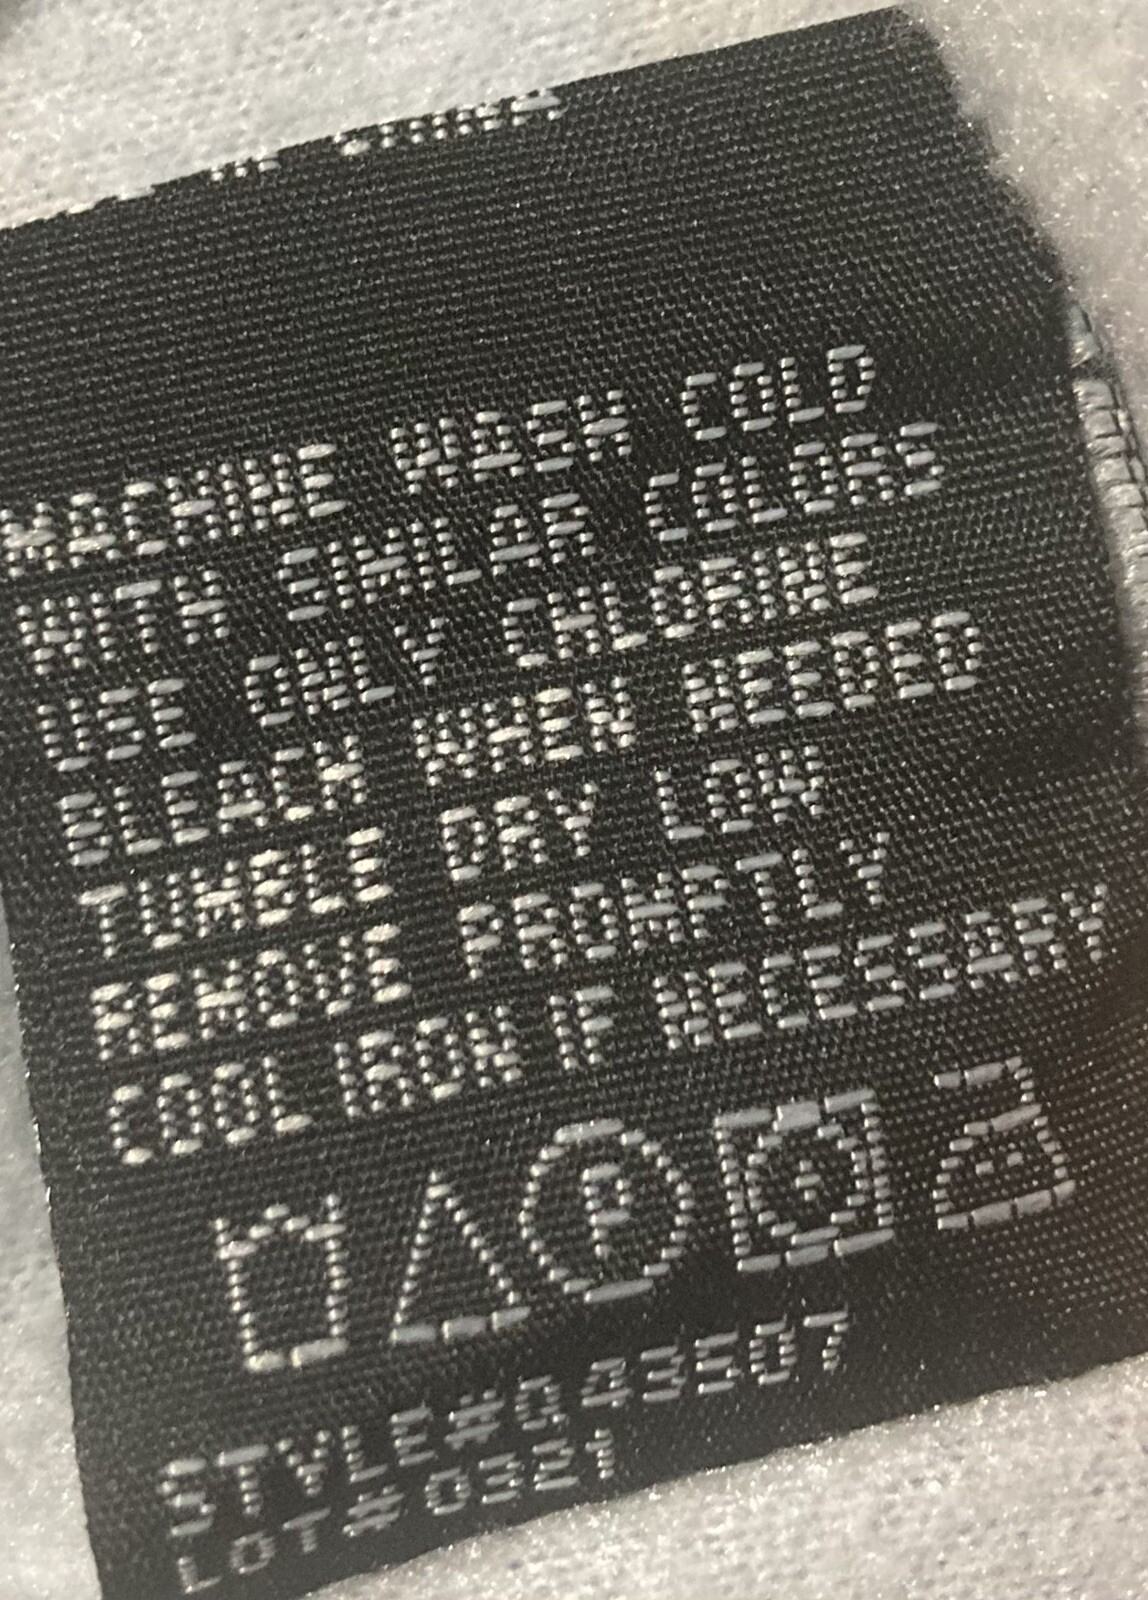 MACHINE WASH COLD
WITH SIMILAR COLORS
USE ONLY CHLORINE
BLEACH WHEN NEEDED
TUMBLE DRY LOW
REMOVE PROMPTLY
COOL IRON IF NECESSARY
P
STYLE#Q43507
LOT# 0321